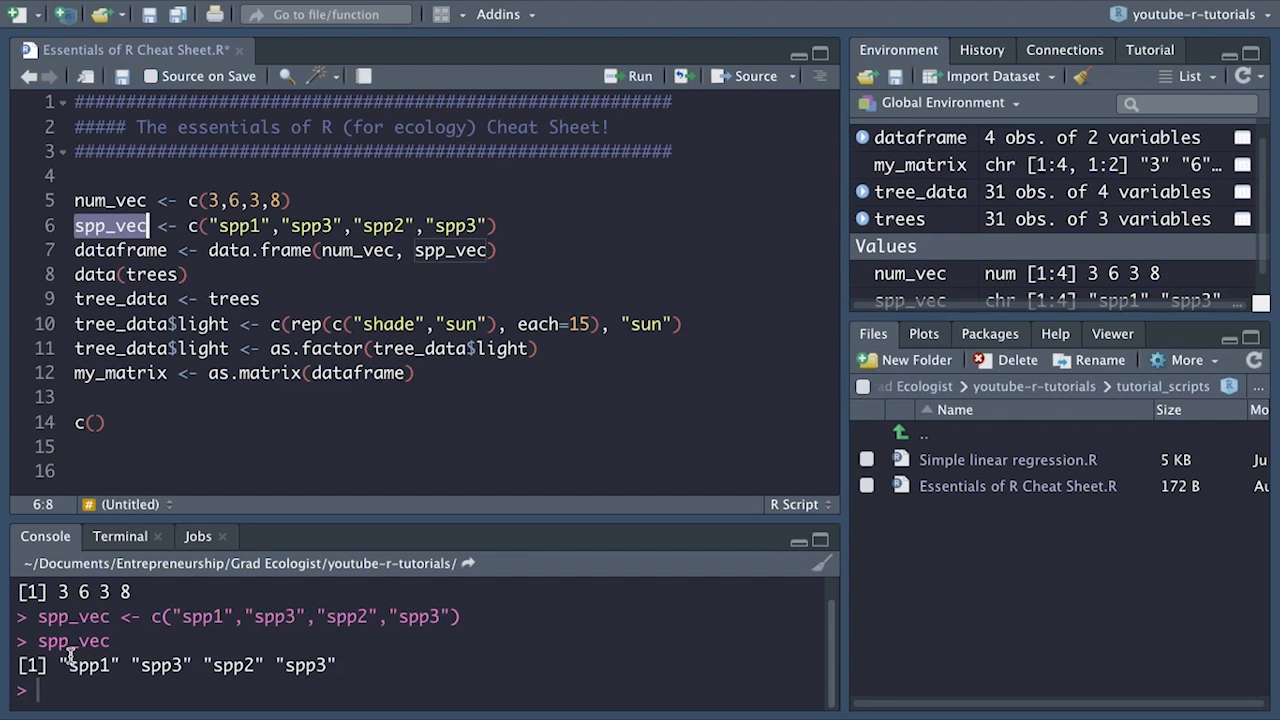 Go to file/function
Addins
youtube-r-tutorials
Essentials of R Cheat Sheet.R*
Source on Save
Run
Source
1 ##########################################################
2 ##### The essentials of R (for ecology) Cheat Sheet!
3 ##########################################################
4
5 num_vec <- c(3,6,3,8)
6 spp_vec <- c("spp1","spp3","spp2","spp3")
7 dataframe <- data.frame(num_vec, spp_vec)
8 data(trees)
9 tree_data <- trees
10 tree_data$light <- c(rep(c("shade","sun"), each=15), "sun")
11 tree_data$light <- as.factor(tree_data$light)
12 my_matrix <- as.matrix(dataframe)
13
14 c()
15
16
6:8 # (Untitled) R Script
Console Terminal Jobs
~/Documents/Entrepreneurship/Grad Ecologist/youtube-r-tutorials/
[1] 3 6 3 8
> spp_vec <- c("spp1","spp3","spp2","spp3")
> spp_vec
[1] "spp1" "spp3" "spp2" "spp3"
>
Environment History Connections Tutorial
Import Dataset List
Global Environment
dataframe 4 obs. of 2 variables
my_matrix chr [1:4, 1:2] "3" "6"…
tree_data 31 obs. of 4 variables
trees 31 obs. of 3 variables
Values
num_vec num [1:4] 3 6 3 8
spp_vec chr [1:4] "spp1" "spp3" …
Files Plots Packages Help Viewer
New Folder Delete Rename More
ad Ecologist > youtube-r-tutorials > tutorial_scripts ...
Name Size Mo
..
Simple linear regression.R 5 KB Ju
Essentials of R Cheat Sheet.R 172 B Au